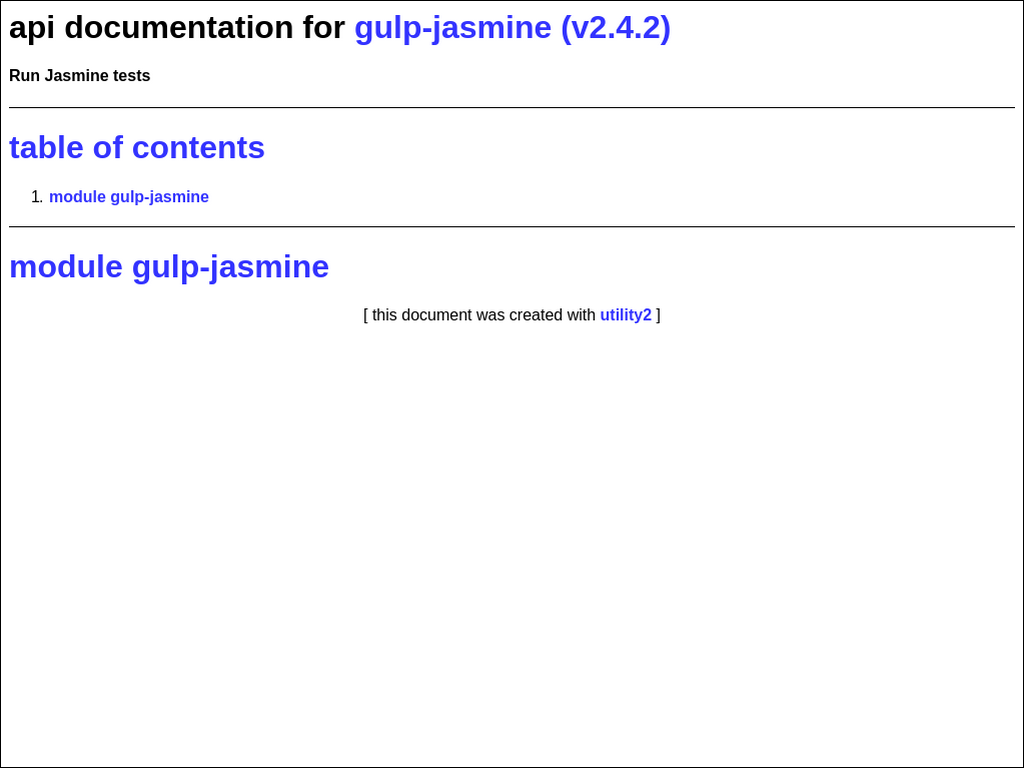 api documentation for gulp-jasmine (v2.4.2)
Run Jasmine tests
table of contents
1. module gulp-jasmine
module gulp-jasmine
[ this document was created with utility2 ]